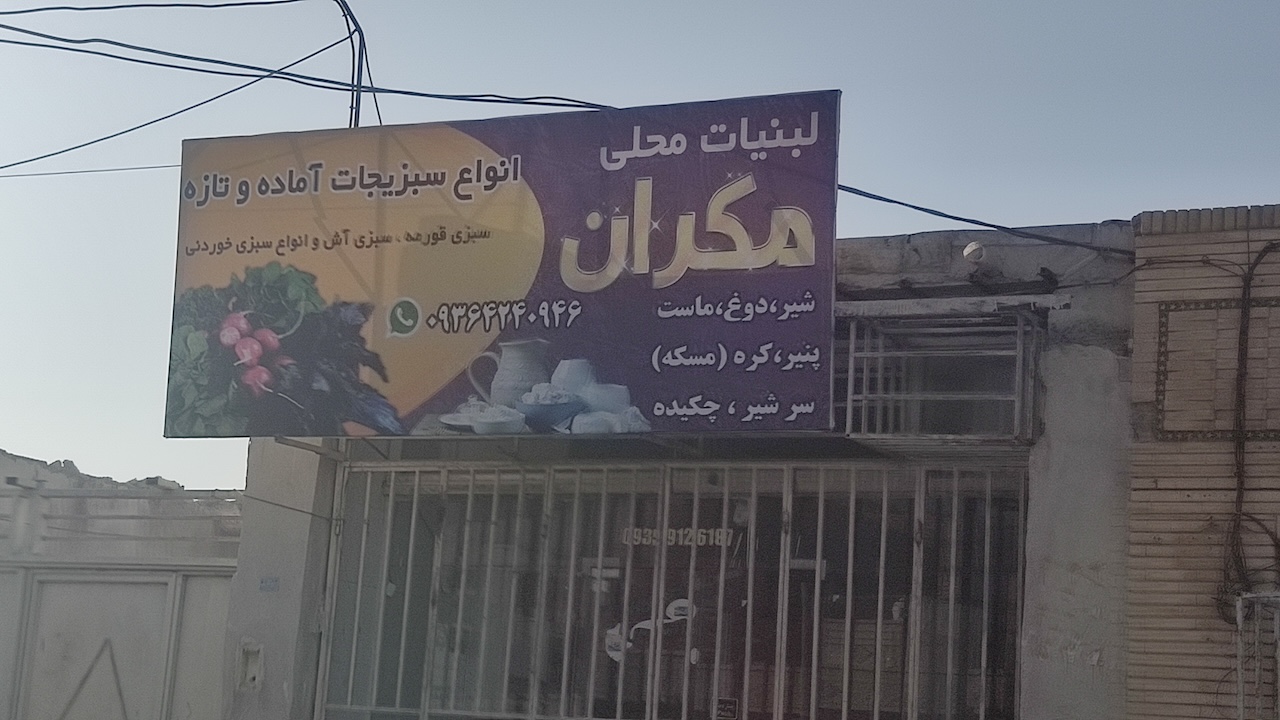 لبنیات محلی
مکران
شیر،دوغ،ماست
پنیر،کره (مسکه)
سر شیر ، چکیده
انواع سبزیجات آماده و تازه
سبزی قورمه ، سبزی آش و انواع سبزی خوردنی
۰۹۳۶۴۲۴۰۹۴۶